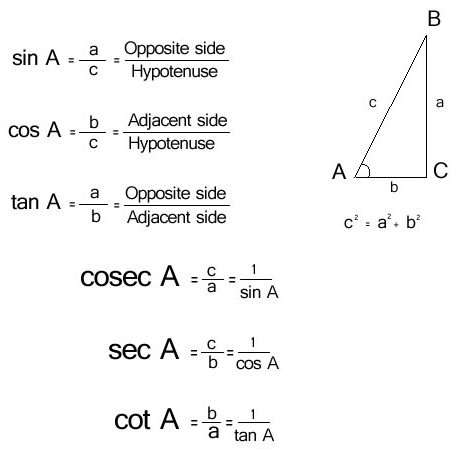 sin A = a/c = Opposite side/Hypotenuse
cos A = b/c = Adjacent side/Hypotenuse
tan A = a/b = Opposite side/Adjacent side
B
c
a
A
C
b
c² = a² + b²
cosec A = c/a = 1/sin A
sec A = c/b = 1/cos A
cot A = b/a = 1/tan A